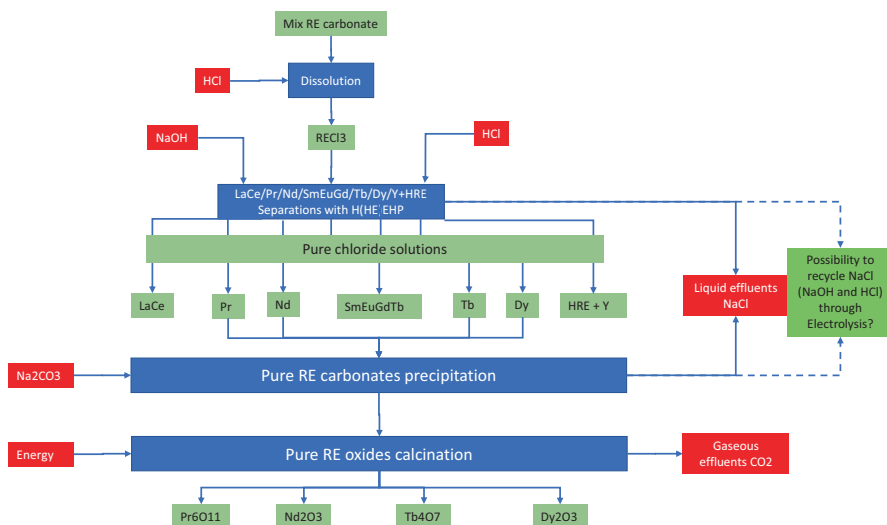 Mix RE carbonate
HCl
Dissolution
NaOH
RECl3
HCl
LaCe/Pr/Nd/SmEuGd/Tb/Dy/Y+HRE
Separations with H(HE)EHP
Pure chloride solutions
Possibility to
recycle NaCl
(NaOH and HCl)
through
Electrolysis?
Liquid effluents
NaCl
LaCe
Pr
Nd
SmEuGdTb
Tb
Dy
HRE + Y
Na2CO3
Pure RE carbonates precipitation
Energy
Pure RE oxides calcination
Gaseous
effluents CO2
Pr6O11
Nd2O3
Tb4O7
Dy2O3